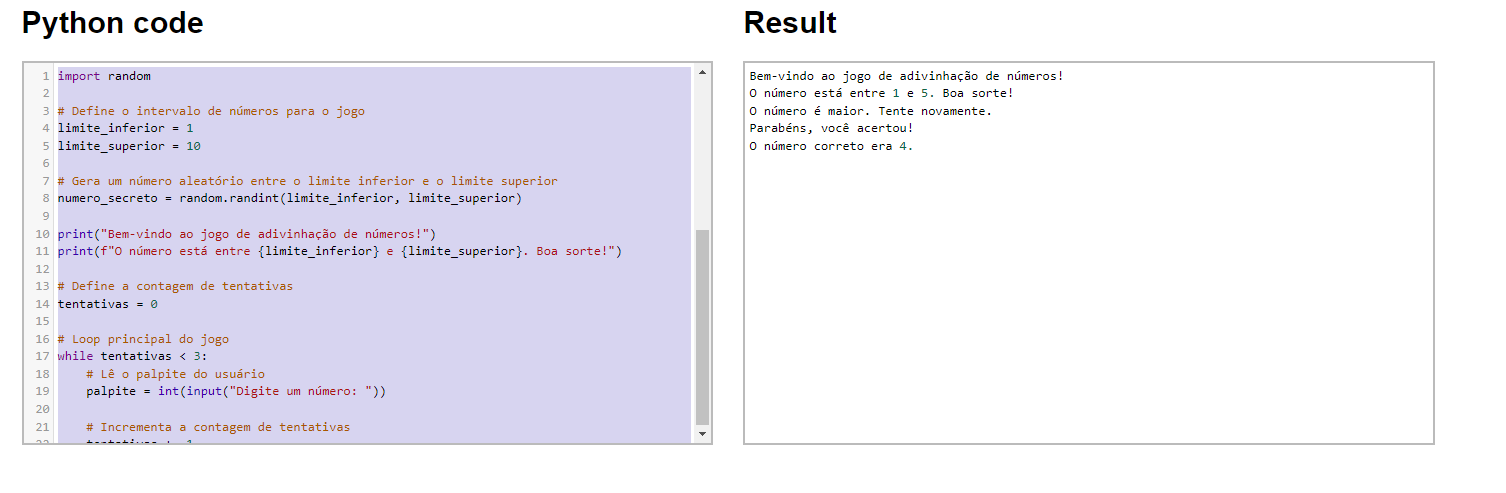 Python code
1 import random
2
3 # Define o intervalo de números para o jogo
4 limite_inferior = 1
5 limite_superior = 10
6
7 # Gera um número aleatório entre o limite inferior e o limite superior
8 numero_secreto = random.randint(limite_inferior, limite_superior)
9
10 print("Bem-vindo ao jogo de adivinhação de números!")
11 print(f"O número está entre {limite_inferior} e {limite_superior}. Boa sorte!")
12
13 # Define a contagem de tentativas
14 tentativas = 0
15
16 # Loop principal do jogo
17 while tentativas < 3:
18     # Lê o palpite do usuário
19     palpite = int(input("Digite um número: "))
20
21     # Incrementa a contagem de tentativas
Result
Bem-vindo ao jogo de adivinhação de números!
O número está entre 1 e 5. Boa sorte!
O número é maior. Tente novamente.
Parabéns, você acertou!
O número correto era 4.